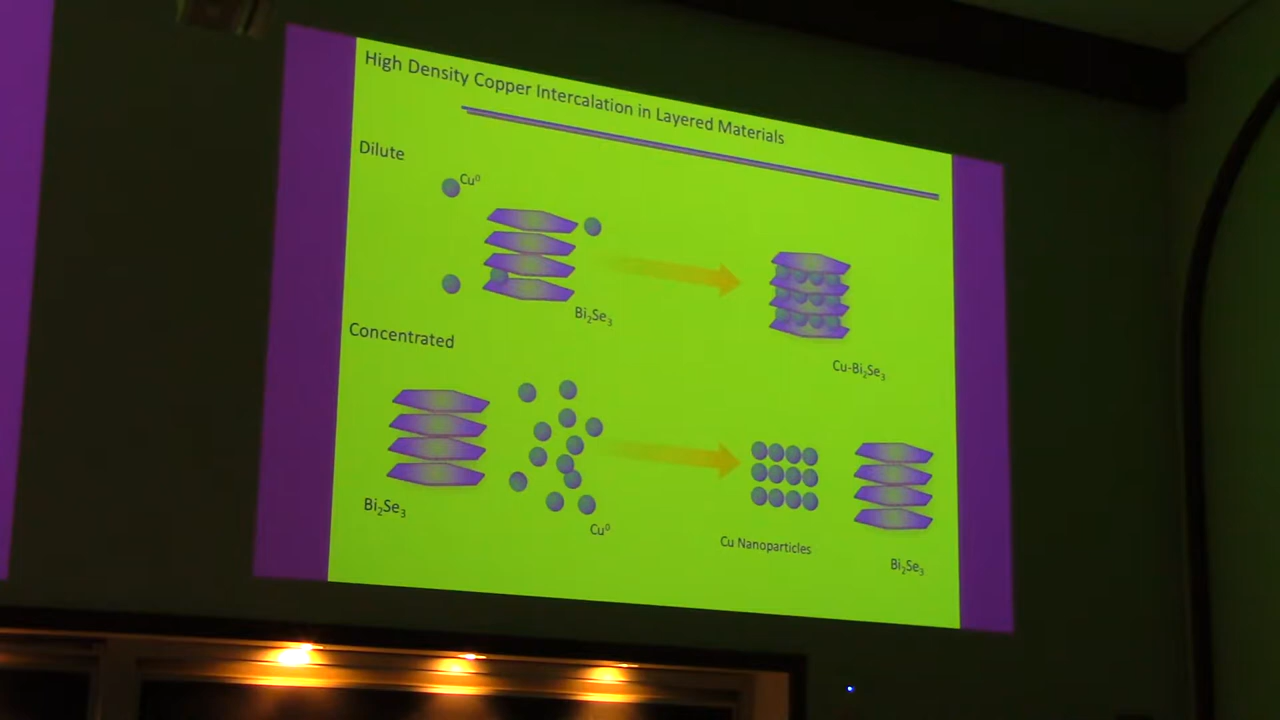 High Density Copper Intercalation in Layered Materials
Dilute
Cu⁰
Bi₂Se₃
Cu-Bi₂Se₃
Concentrated
Bi₂Se₃
Cu⁰
Cu Nanoparticles
Bi₂Se₃